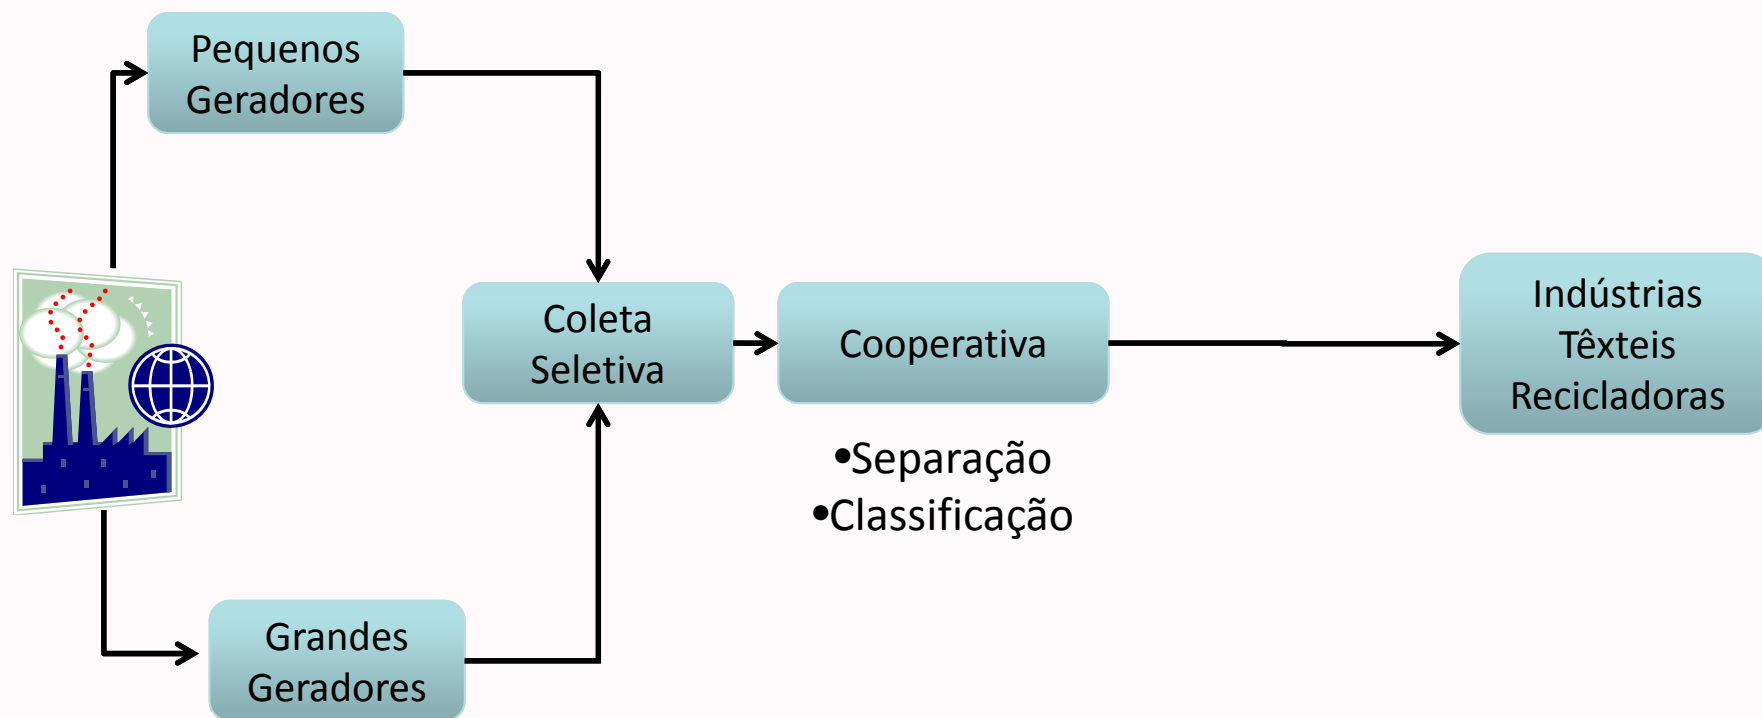 Pequenos
Geradores
Coleta
Seletiva
Cooperativa
•Separação
•Classificação
Indústrias
Têxteis
Recicladoras
Grandes
Geradores